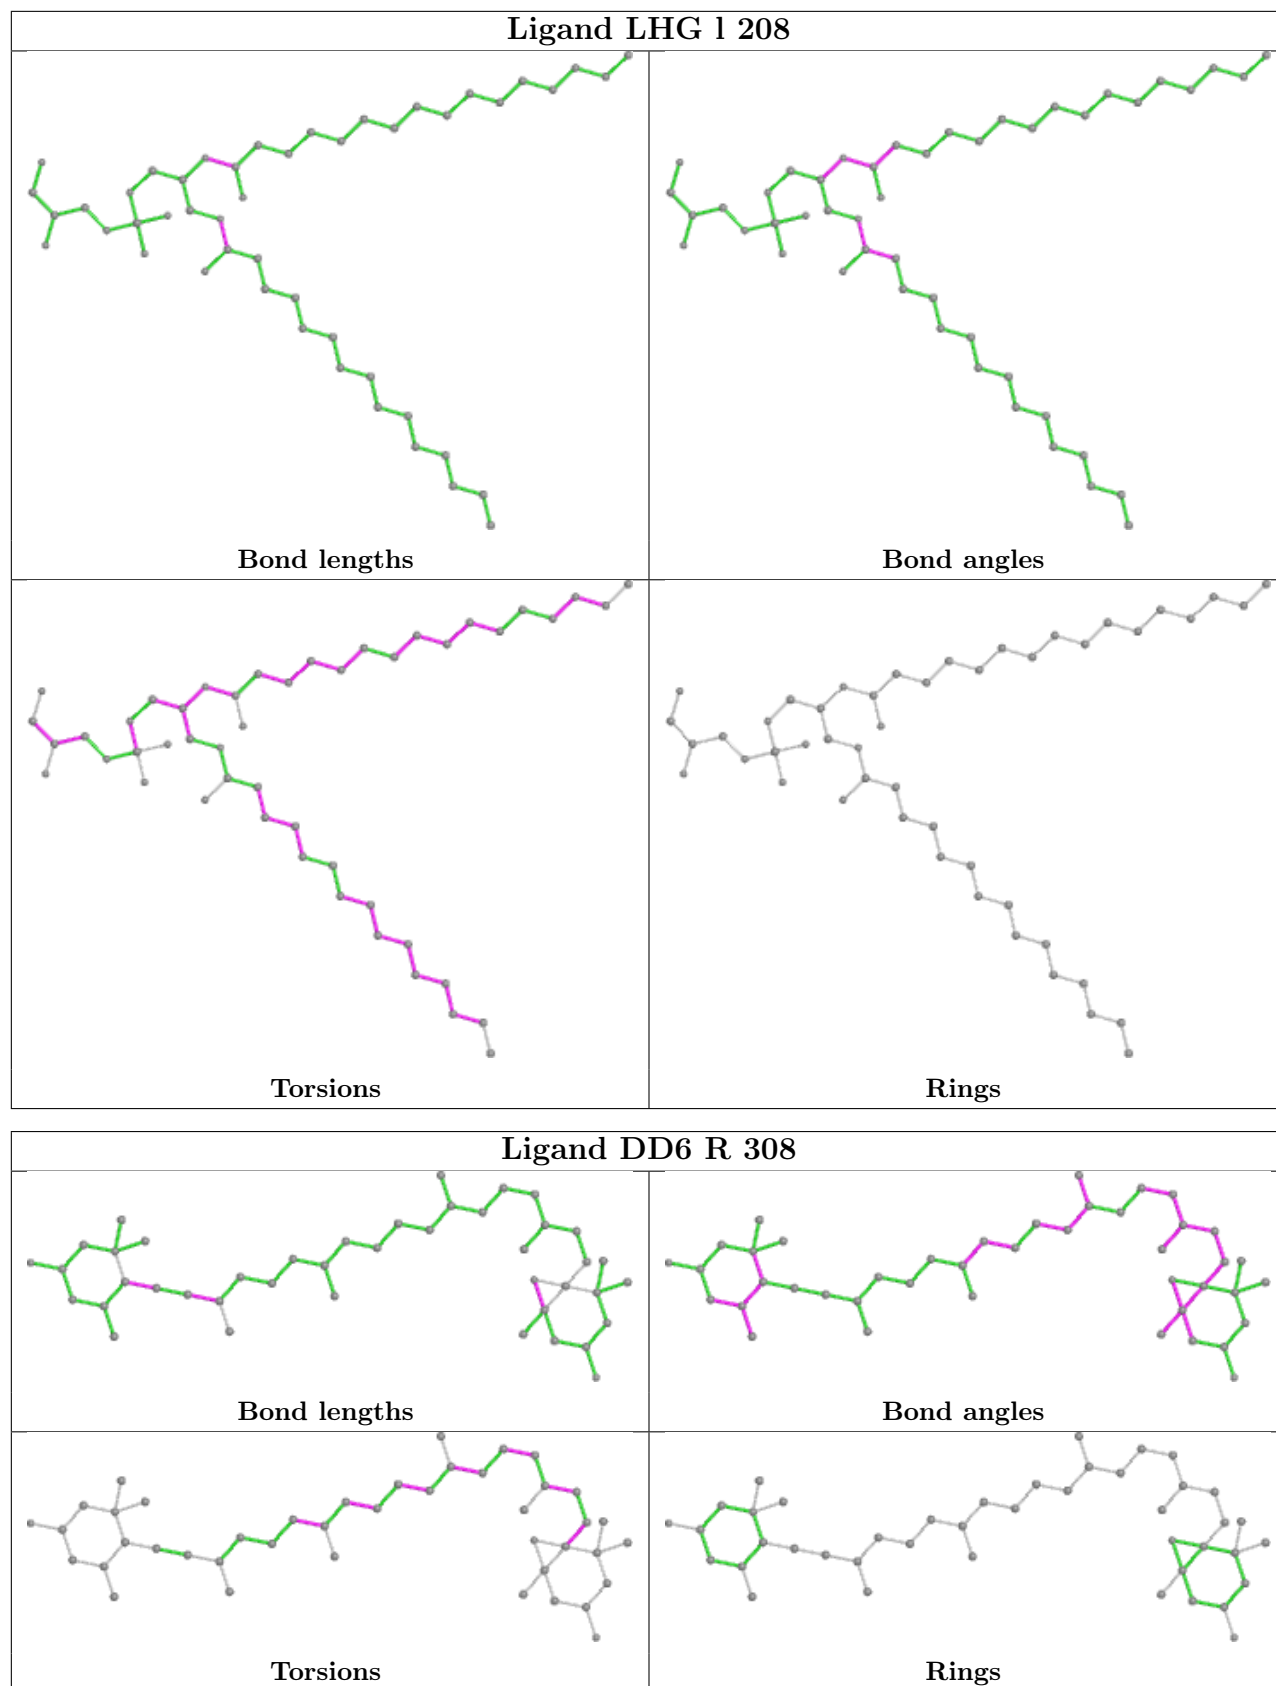 Ligand LHG l 208
Bond lengths
Bond angles
Torsions
Rings
Ligand DD6 R 308
Bond lengths
Bond angles
Torsions
Rings